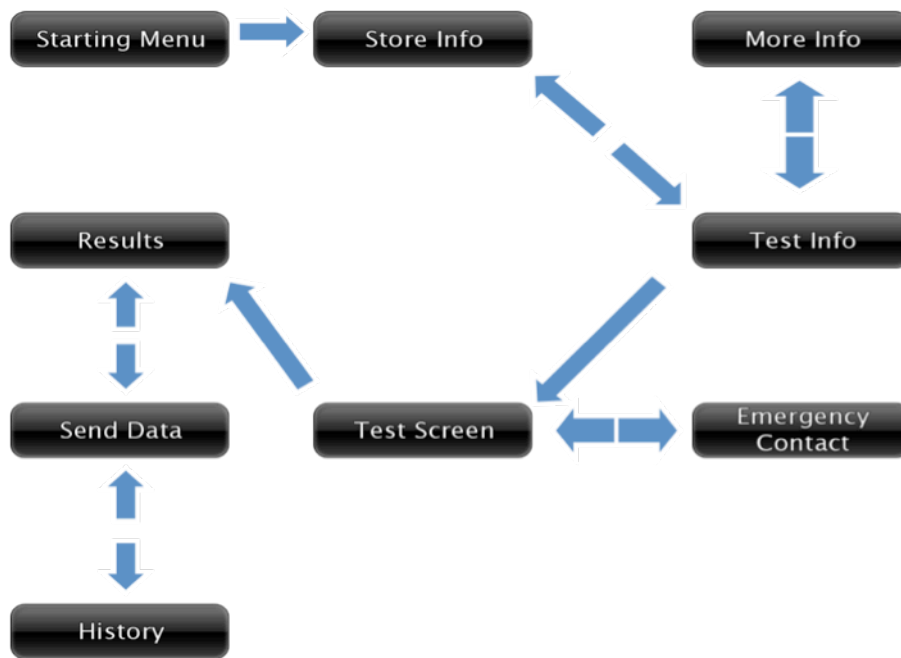 Starting Menu
Store Info
More Info
Results
Test Info
Send Data
Test Screen
Emergency
Contact
History